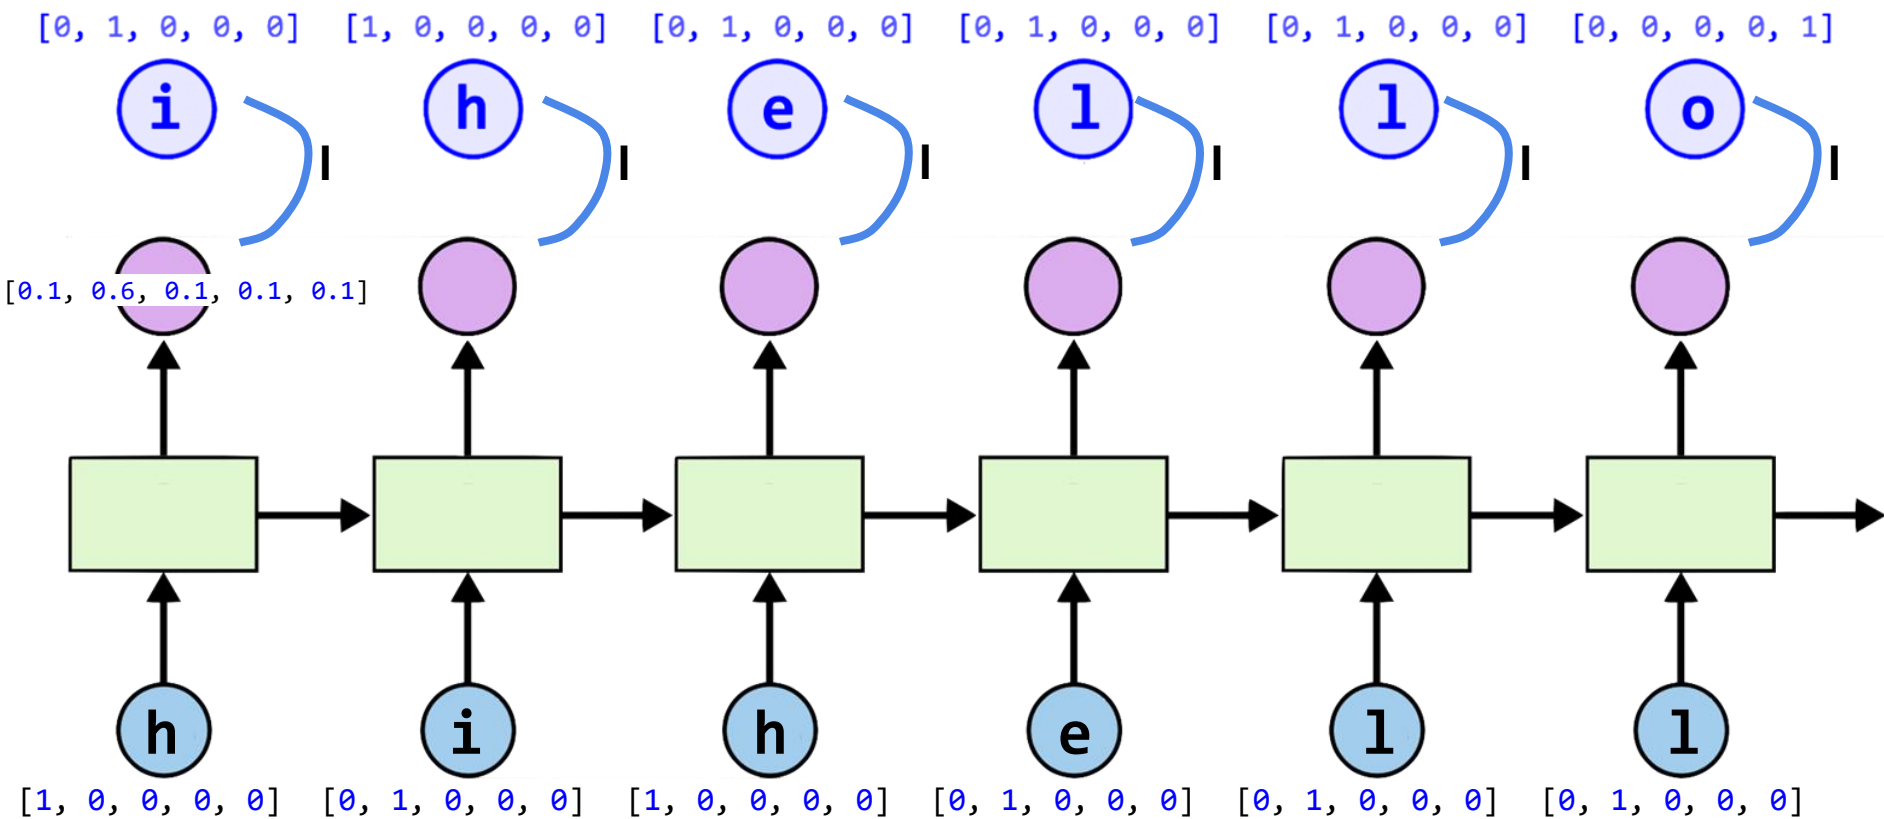 [0, 1, 0, 0, 0] [1, 0, 0, 0, 0] [0, 1, 0, 0, 0] [0, 1, 0, 0, 0] [0, 1, 0, 0, 0] [0, 0, 0, 0, 1]
i h e l l o
l l l l l l
[0.1, 0.6, 0.1, 0.1, 0.1]
h i h e l l
[1, 0, 0, 0, 0] [0, 1, 0, 0, 0] [1, 0, 0, 0, 0] [0, 1, 0, 0, 0] [0, 1, 0, 0, 0] [0, 1, 0, 0, 0]